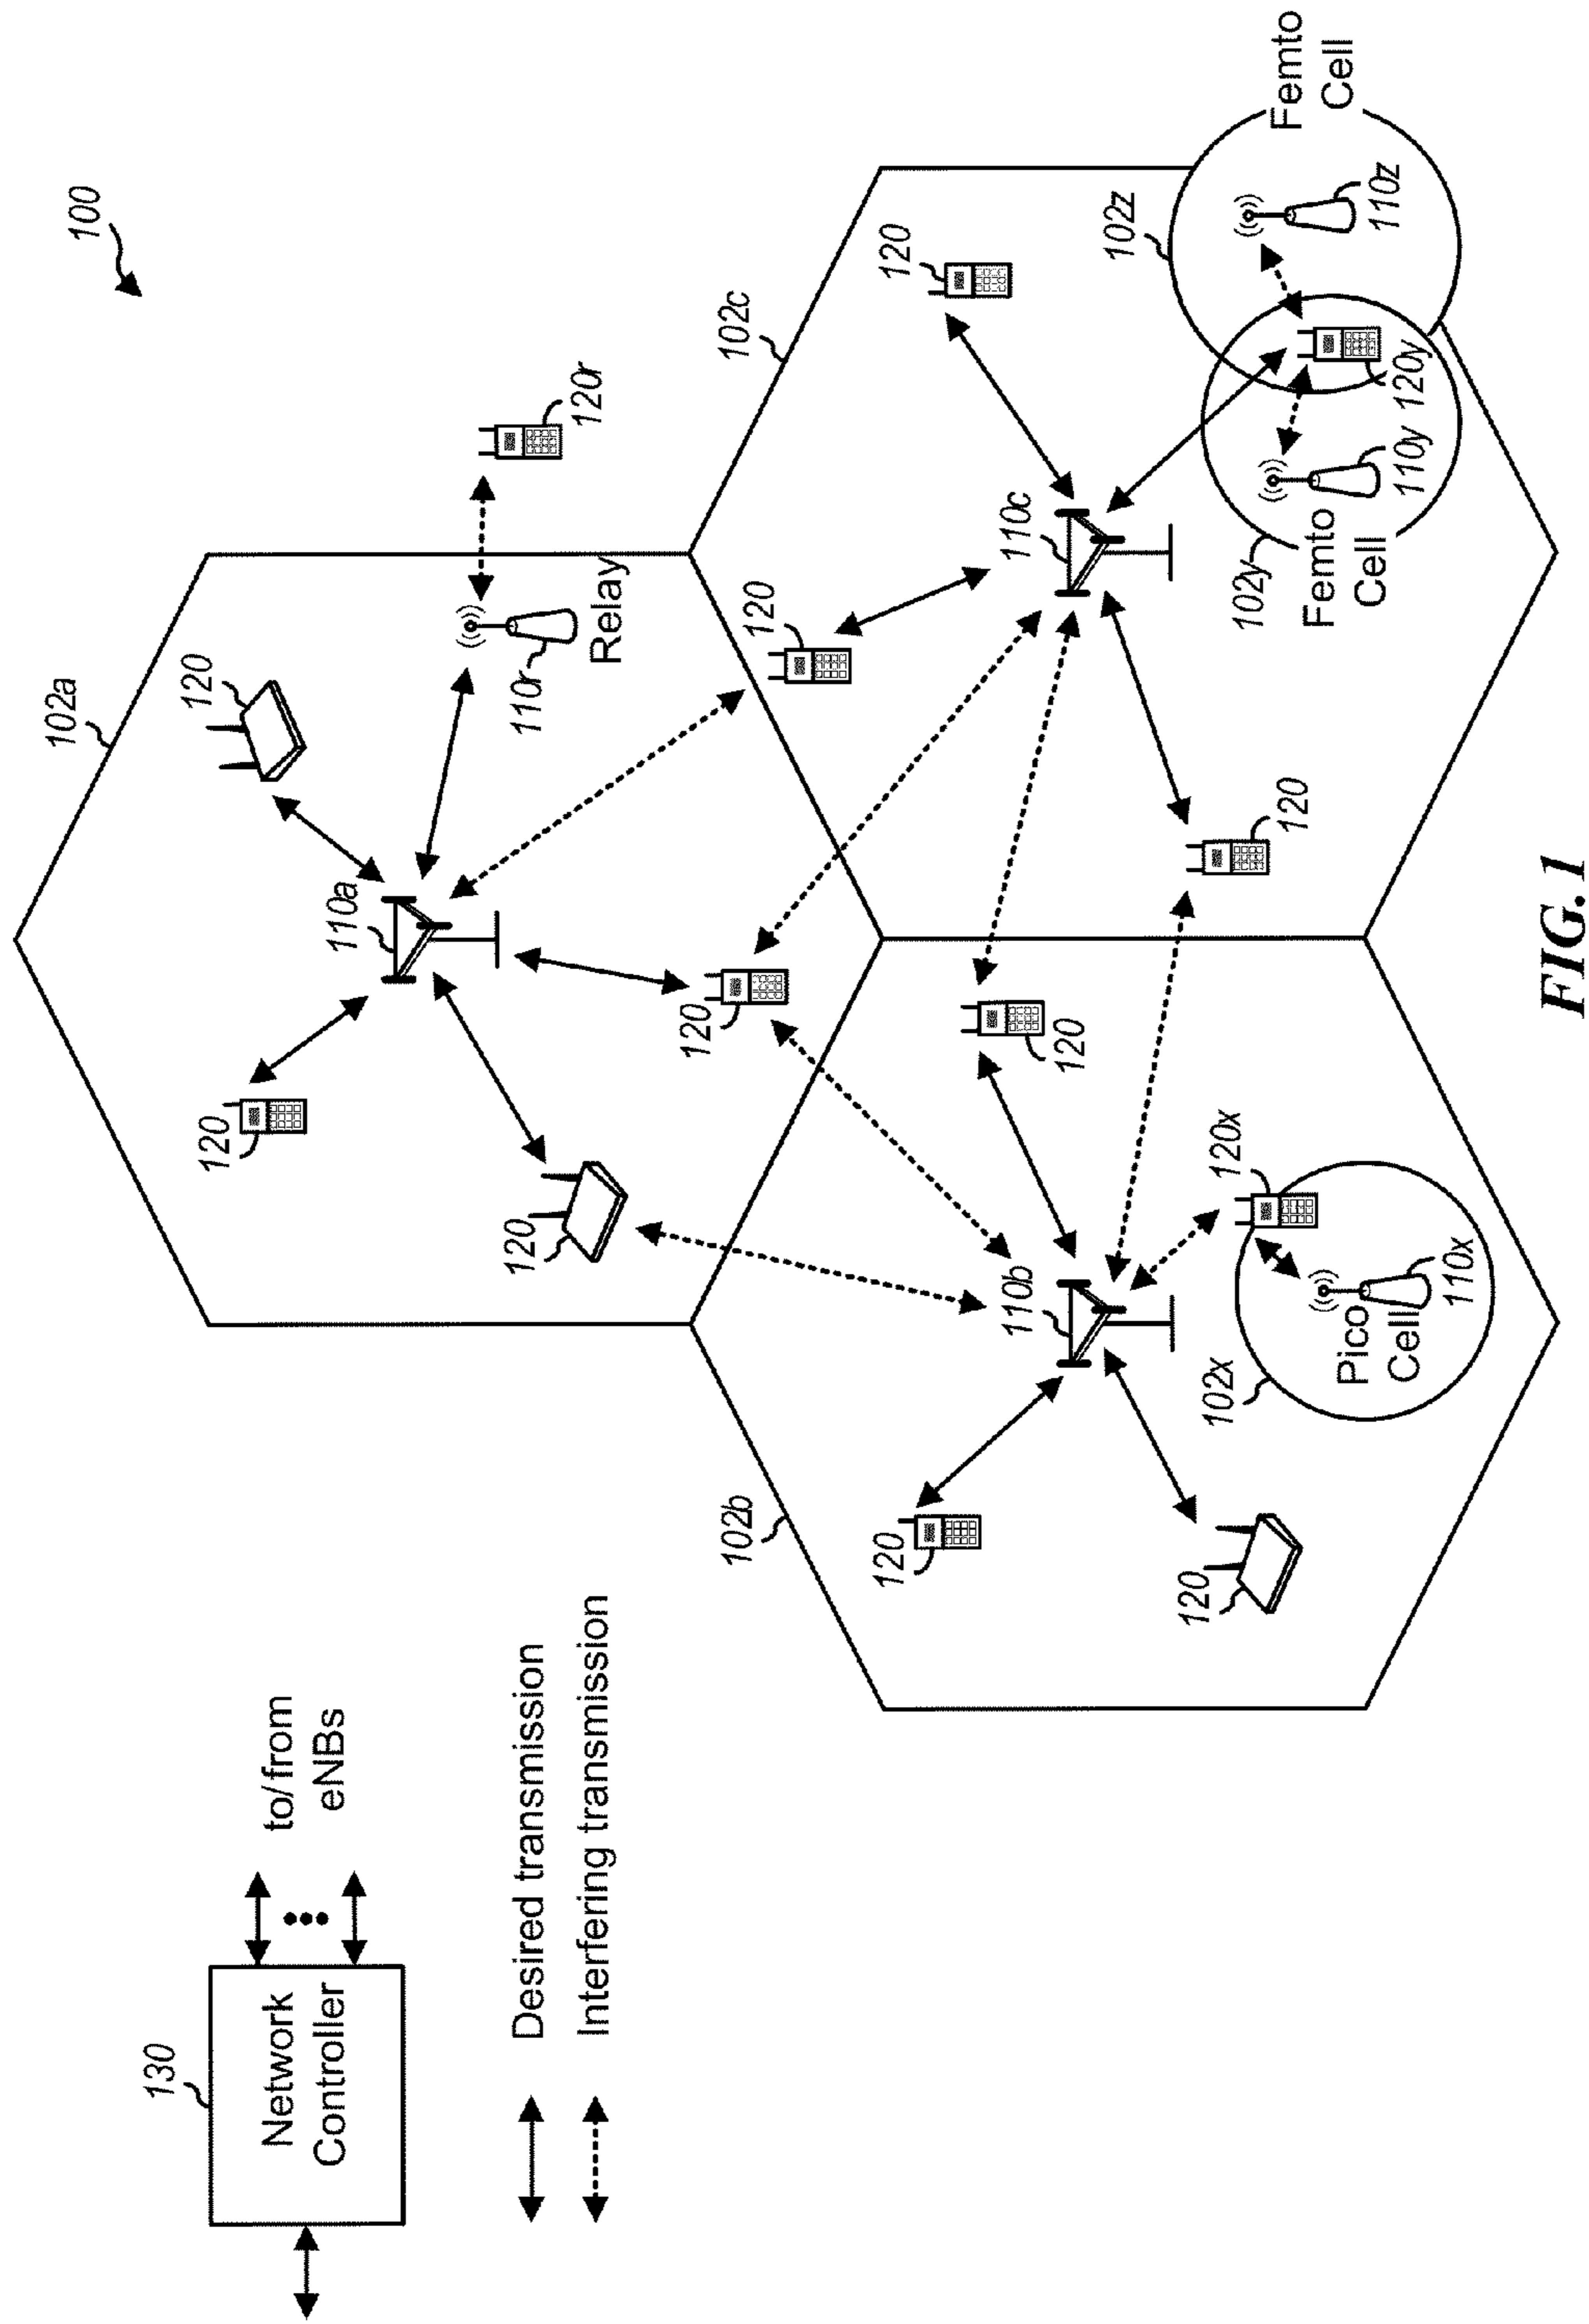 100
130
Network
Controller
to/from
eNBs
Desired transmission
Interfering transmission
102a
120
120
110a
120
120
110r
Relay
120r
102b
120
120
110b
120
120x
102x
Pico
Cell
110x
102c
120
120
110c
120
102y
Femto
Cell
110y
120y
102z
110z
Femto
Cell
FIG. 1